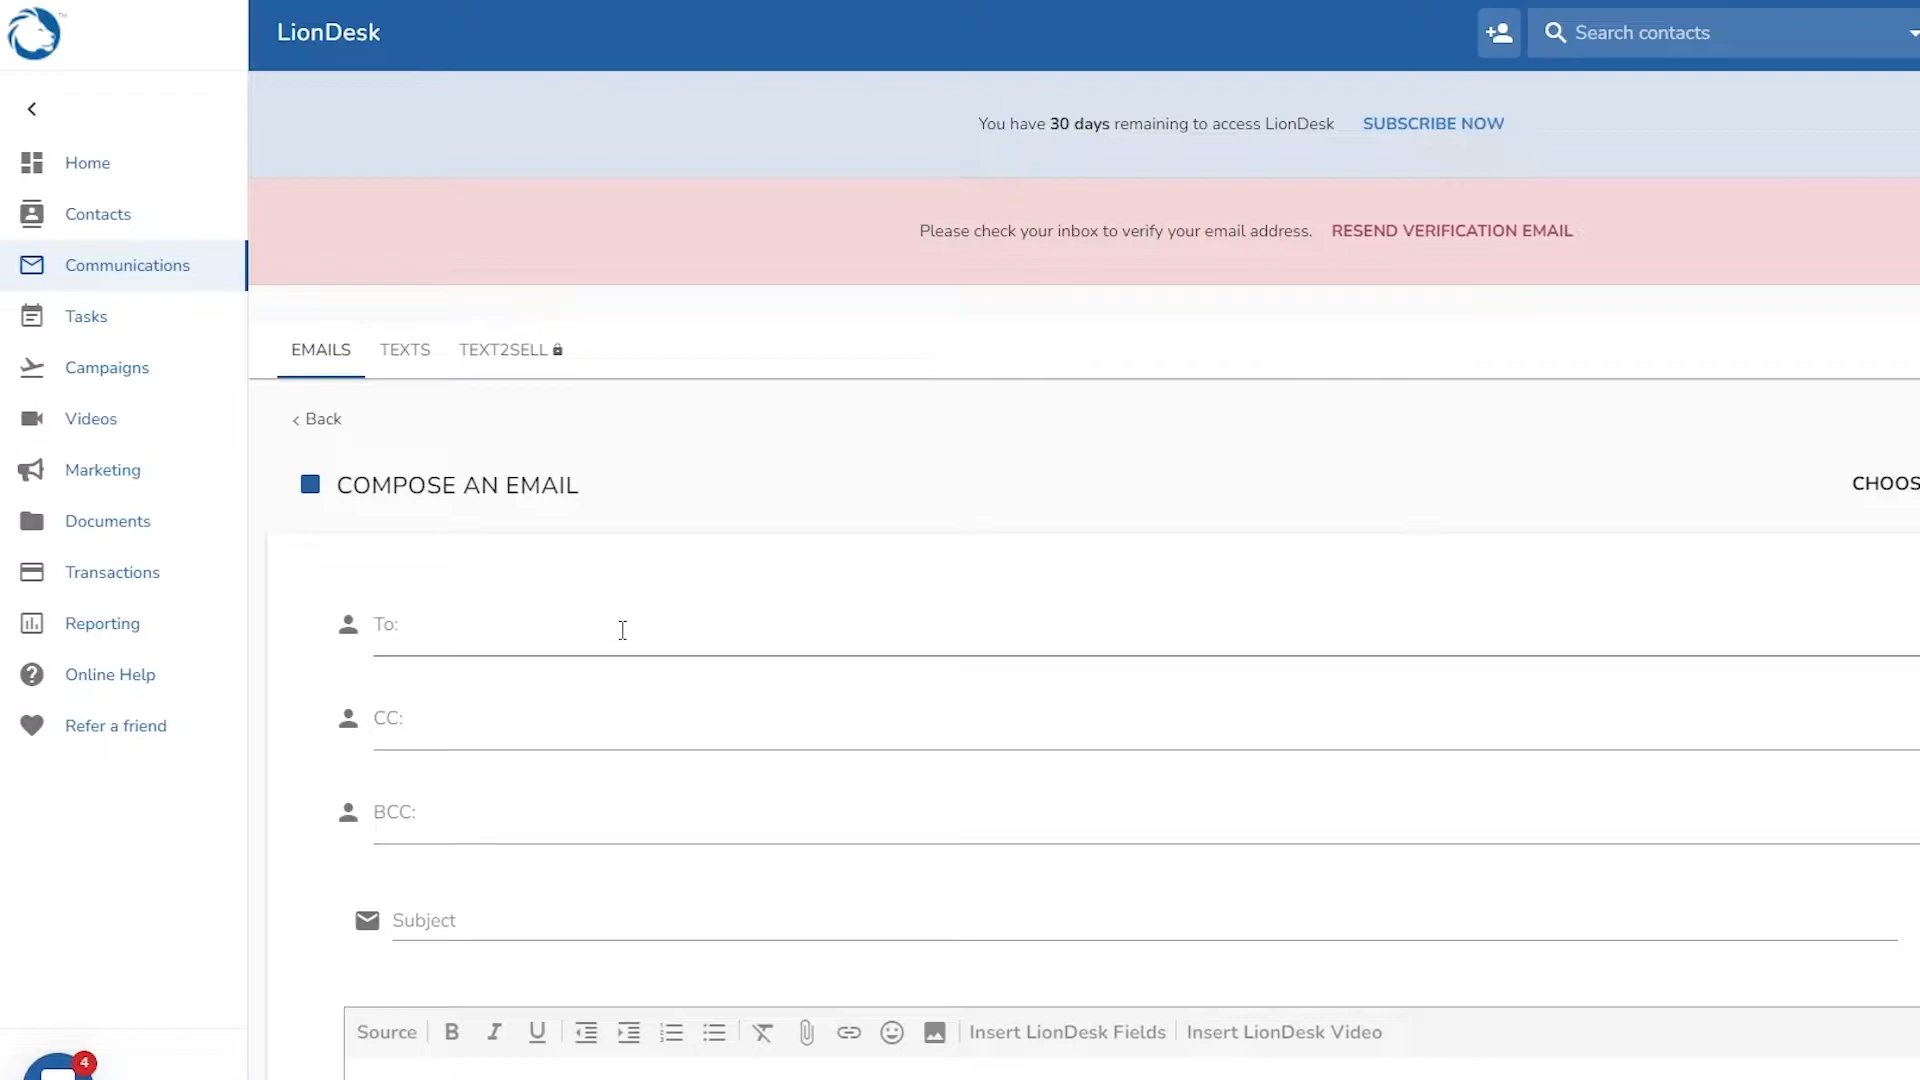 LionDesk
Search contacts
You have 30 days remaining to access LionDesk SUBSCRIBE NOW
Please check your inbox to verify your email address. RESEND VERIFICATION EMAIL
Home
Contacts
Communications
Tasks
Campaigns
Videos
Marketing
Documents
Transactions
Reporting
Online Help
Refer a friend
4
EMAILS TEXTS TEXT2SELL
< Back
COMPOSE AN EMAIL
CHOOS
To:
CC:
BCC:
Subject
Source B I U Insert LionDesk Fields Insert LionDesk Video